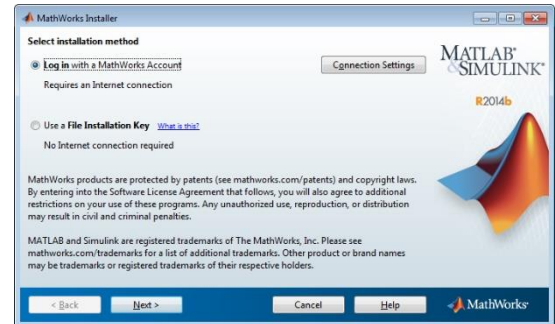 MathWorks Installer
Select installation method
Log in with a MathWorks Account
Connection Settings
Requires an Internet connection
Use a File Installation Key What is this?
No Internet connection required
MathWorks products are protected by patents (see mathworks.com/patents) and copyright laws.
By entering into the Software License Agreement that follows, you will also agree to additional
restrictions on your use of these programs. Any unauthorized use, reproduction, or distribution
may result in civil and criminal penalties.
MATLAB and Simulink are registered trademarks of The MathWorks, Inc. Please see
mathworks.com/trademarks for a list of additional trademarks. Other product or brand names
may be trademarks or registered trademarks of their respective holders.
MATLAB®
&SIMULINK®
R2014b
< Back
Next >
Cancel
Help
MathWorks®